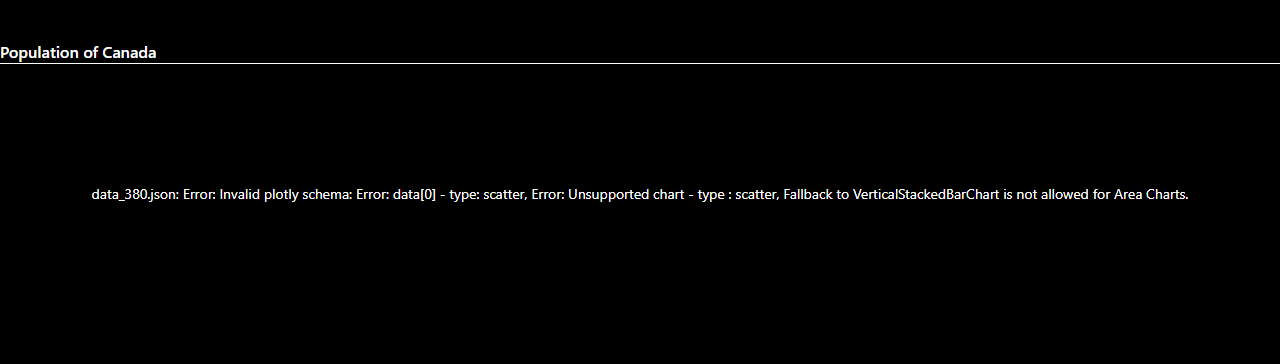 Population of Canada
data_380.json: Error: Invalid plotly schema: Error: data[0] - type: scatter, Error: Unsupported chart - type : scatter, Fallback to VerticalStackedBarChart is not allowed for Area Charts.